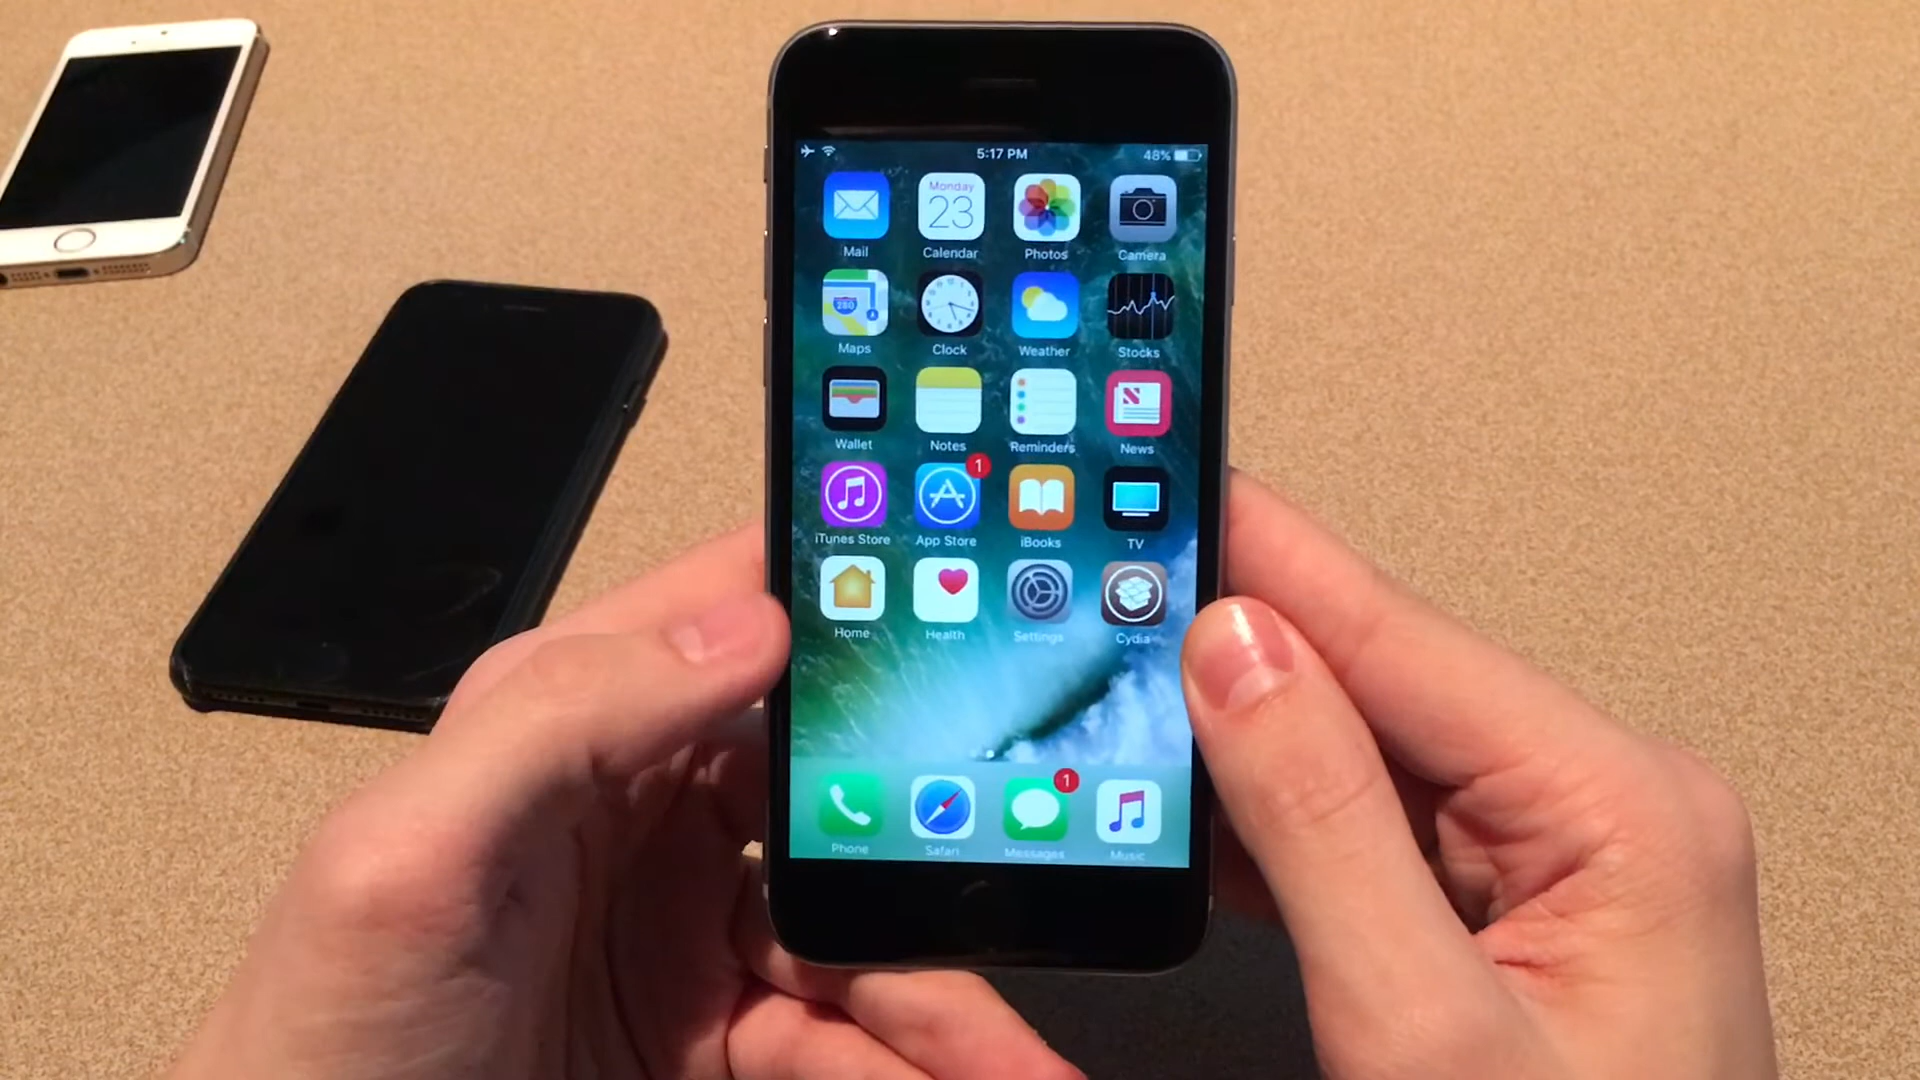 5:17 PM 48%
Monday
23
Mail Calendar Photos Camera
280
Maps Clock Weather Stocks
Wallet Notes Reminders News
1
iTunes Store App Store iBooks TV
Home Health Settings Cydia
1
Phone Safari Messages Music